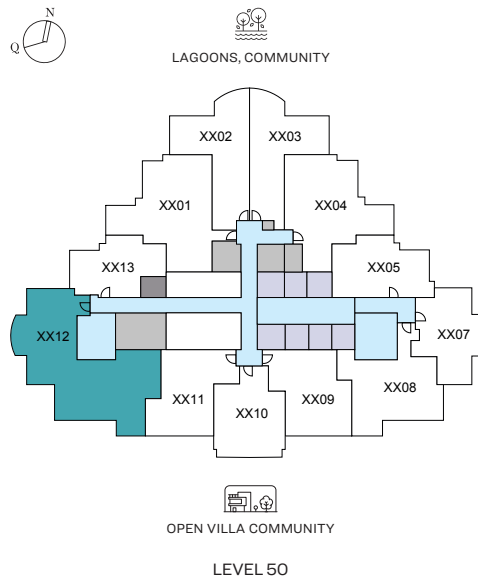 N
Q
LAGOONS, COMMUNITY
XX02 XX03
XX01 XX04
XX13 XX05
XX12 XX07
XX11 XX10 XX09 XX08
OPEN VILLA COMMUNITY
LEVEL 50